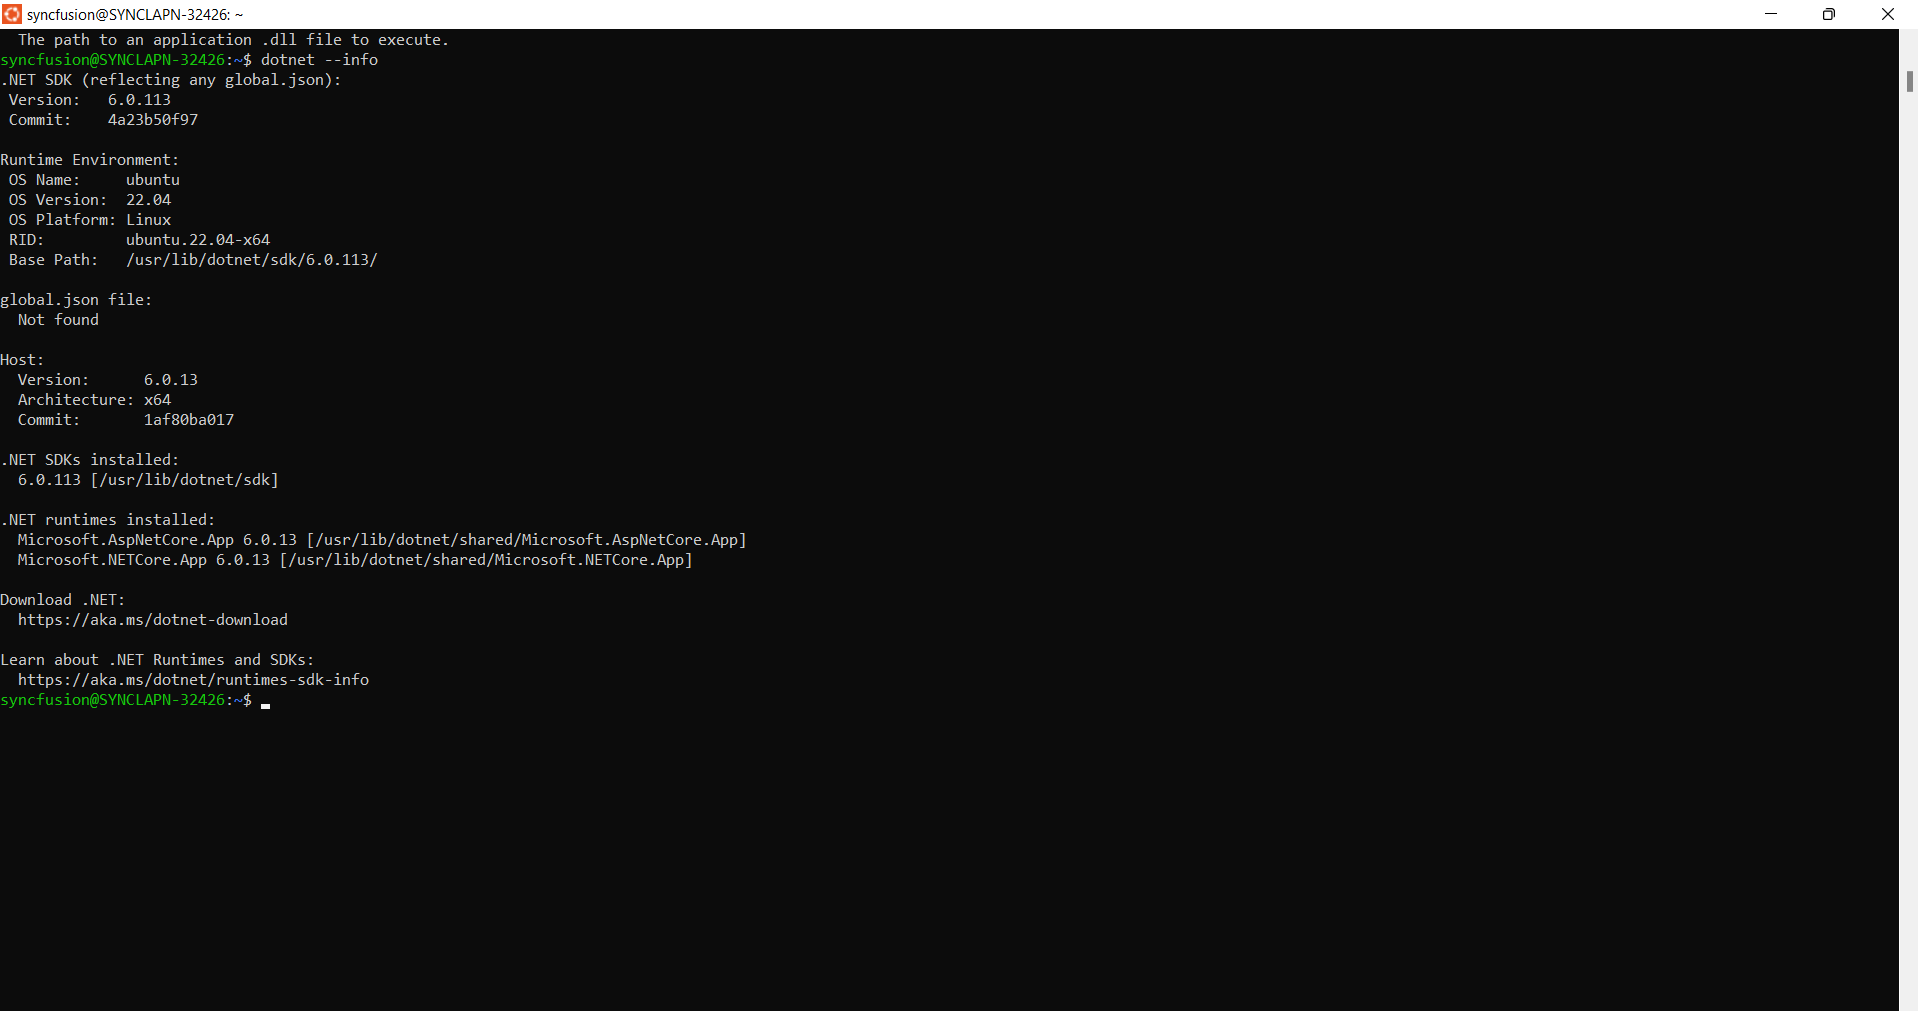 syncfusion@SYNCLAPN-32426: ~
The path to an application .dll file to execute.
syncfusion@SYNCLAPN-32426:~$ dotnet --info
.NET SDK (reflecting any global.json):
Version: 6.0.113
Commit: 4a23b50f97
Runtime Environment:
OS Name: ubuntu
OS Version: 22.04
OS Platform: Linux
RID: ubuntu.22.04-x64
Base Path: /usr/lib/dotnet/sdk/6.0.113/
global.json file:
Not found
Host:
Version: 6.0.13
Architecture: x64
Commit: 1af80ba017
.NET SDKs installed:
6.0.113 [/usr/lib/dotnet/sdk]
.NET runtimes installed:
Microsoft.AspNetCore.App 6.0.13 [/usr/lib/dotnet/shared/Microsoft.AspNetCore.App]
Microsoft.NETCore.App 6.0.13 [/usr/lib/dotnet/shared/Microsoft.NETCore.App]
Download .NET:
https://aka.ms/dotnet-download
Learn about .NET Runtimes and SDKs:
https://aka.ms/dotnet/runtimes-sdk-info
syncfusion@SYNCLAPN-32426:~$